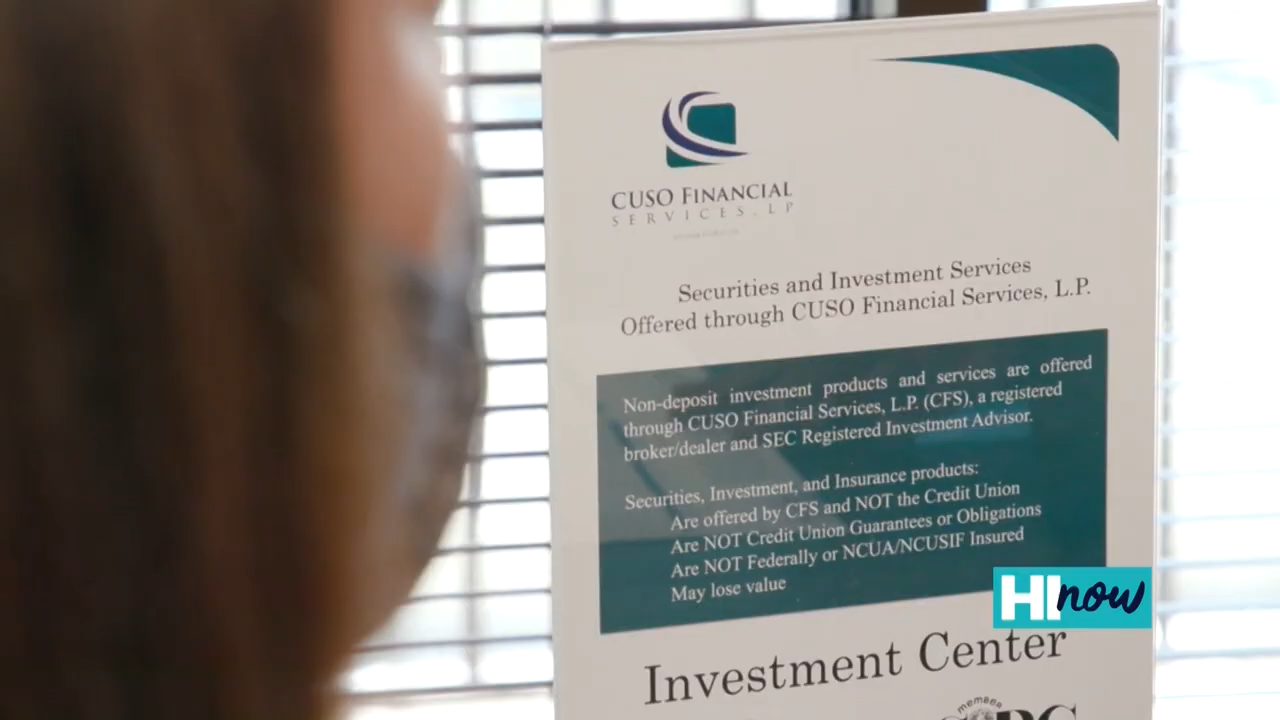 CUSO FINANCIAL
SERVICES, LP
Securities and Investment Services
Offered through CUSO Financial Services, L.P.
Non-deposit investment products and services are offered
through CUSO Financial Services, L.P. (CFS), a registered
broker/dealer and SEC Registered Investment Advisor.
Securities, Investment, and Insurance products:
Are offered by CFS and NOT the Credit Union
Are NOT Credit Union Guarantees or Obligations
Are NOT Federally or NCUA/NCUSIF Insured
May lose value
HI now
Investment Center
member